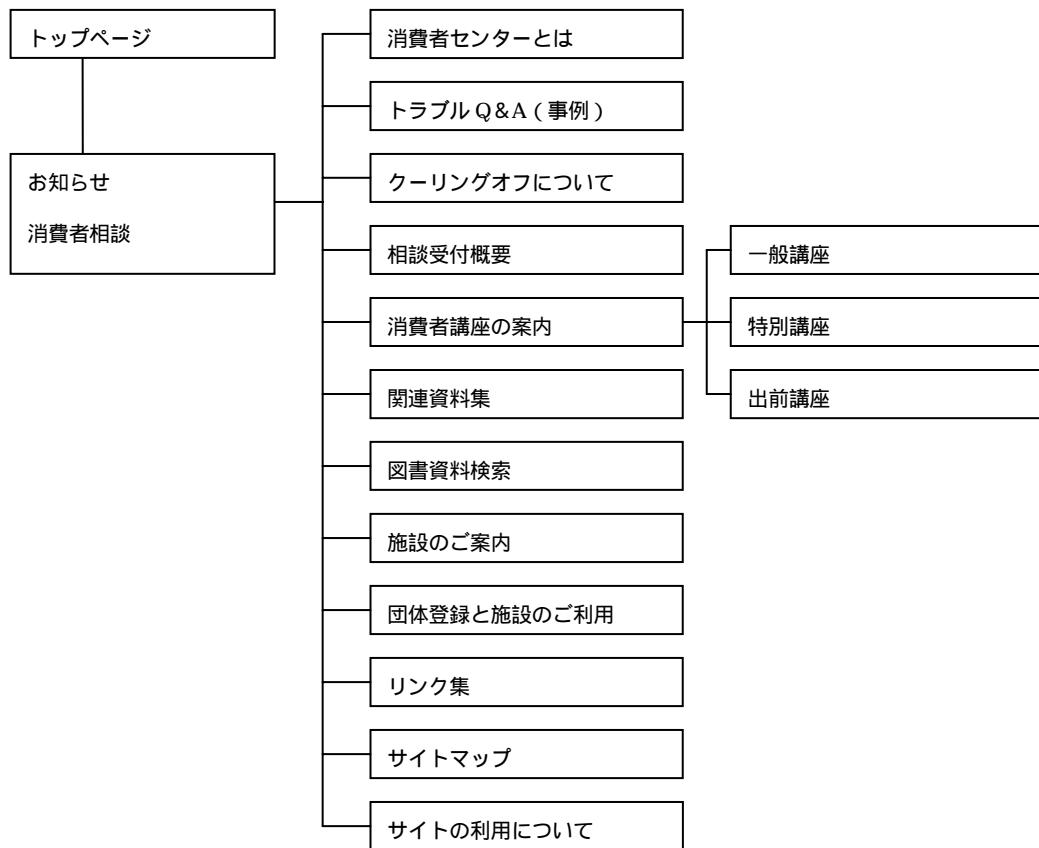 トップページ
お知らせ
消費者相談
消費者センターとは
トラブル Q&A(事例)
クーリングオフについて
相談受付概要
消費者講座の案内
一般講座
特別講座
出前講座
関連資料集
図書資料検索
施設のご案内
団体登録と施設のご利用
リンク集
サイトマップ
サイトの利用について